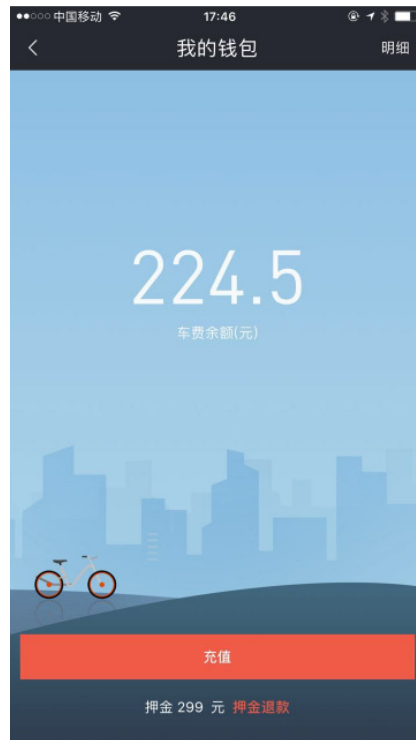 中国移动 17:46
我的钱包 明细
224.5
车费余额(元)
充值
押金 299 元 押金退款